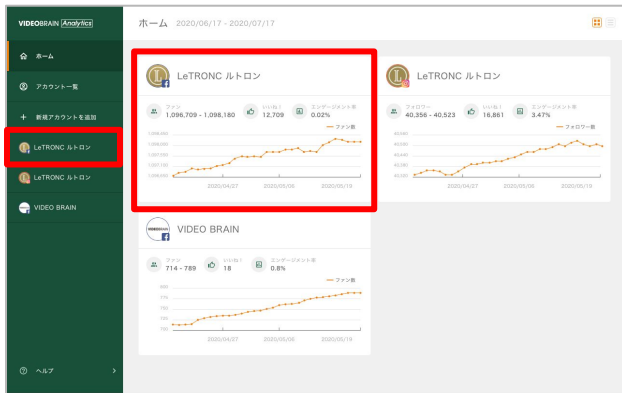 VIDEOBRAIN Analytics
ホーム
アカウント一覧
新規アカウントを追加
LeTRONC ルトロン
LeTRONC ルトロン
VIDEO BRAIN
ヘルプ
ホーム 2020/06/17 - 2020/07/17
LeTRONC ルトロン
ファン
1,096,709 - 1,098,180
いいね!
12,709
エンゲージメント率
0.02%
ファン数
2020/04/27 2020/05/06 2020/05/19
LeTRONC ルトロン
フォロワー
40,356 - 40,523
いいね!
16,861
エンゲージメント率
3.47%
フォロワー数
2020/04/27 2020/05/06 2020/05/19
VIDEO BRAIN
ファン
714 - 789
いいね!
18
エンゲージメント率
0.8%
ファン数
2020/04/27 2020/05/06 2020/05/19